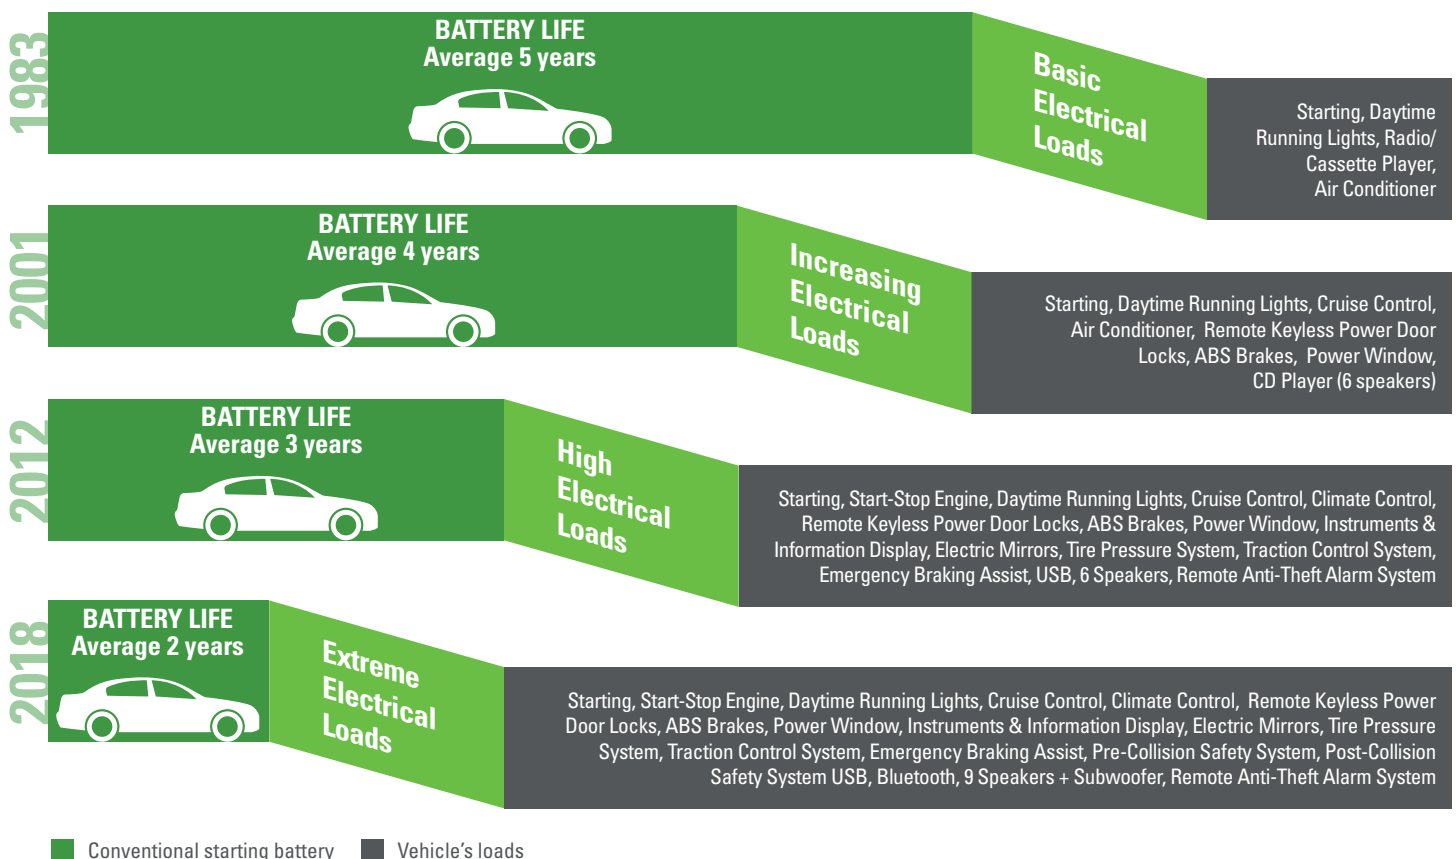 1983
BATTERY LIFE
Average 5 years
Basic
Electrical
Loads
Starting, Daytime
Running Lights, Radio/
Cassette Player,
Air Conditioner
2001
BATTERY LIFE
Average 4 years
Increasing
Electrical
Loads
Starting, Daytime Running Lights, Cruise Control,
Air Conditioner, Remote Keyless Power Door
Locks, ABS Brakes, Power Window,
CD Player (6 speakers)
2012
BATTERY LIFE
Average 3 years
High
Electrical
Loads
Starting, Start-Stop Engine, Daytime Running Lights, Cruise Control, Climate Control,
Remote Keyless Power Door Locks, ABS Brakes, Power Window, Instruments &
Information Display, Electric Mirrors, Tire Pressure System, Traction Control System,
Emergency Braking Assist, USB, 6 Speakers, Remote Anti-Theft Alarm System
2018
BATTERY LIFE
Average 2 years
Extreme
Electrical
Loads
Starting, Start-Stop Engine, Daytime Running Lights, Cruise Control, Climate Control, Remote Keyless Power
Door Locks, ABS Brakes, Power Window, Instruments & Information Display, Electric Mirrors, Tire Pressure
System, Traction Control System, Emergency Braking Assist, Pre-Collision Safety System, Post-Collision
Safety System USB, Bluetooth, 9 Speakers + Subwoofer, Remote Anti-Theft Alarm System
Conventional starting battery
Vehicle's loads